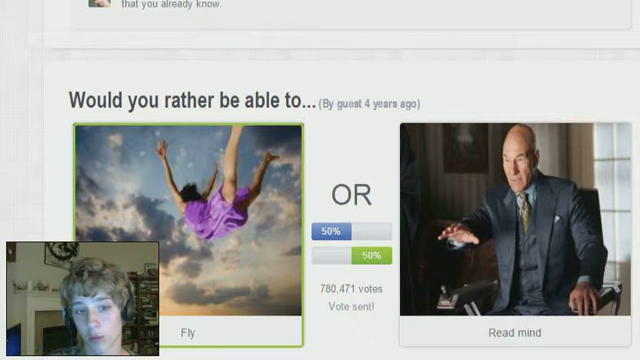 that you already know.
Would you rather be able to... (By guest 4 years ago)
OR
50%
50%
780,471 votes
Vote sent!
Fly
Read mind